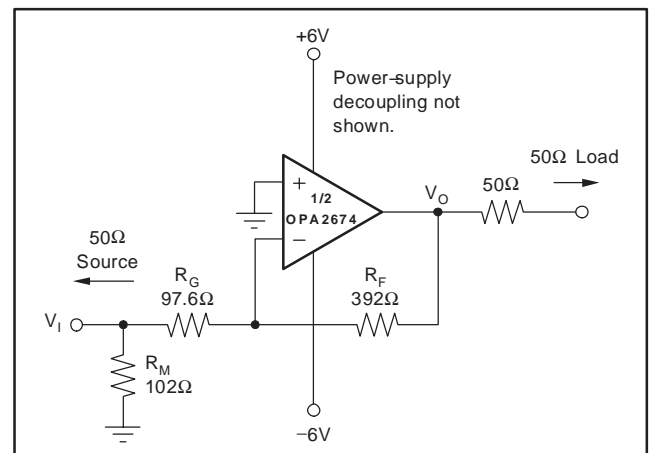 +6V
Power-supply
decoupling not
shown.
+
1/2
OPA2674
−
50Ω Load
VO
50Ω
50Ω
Source
RG
97.6Ω
RF
392Ω
VI
RM
102Ω
−6V